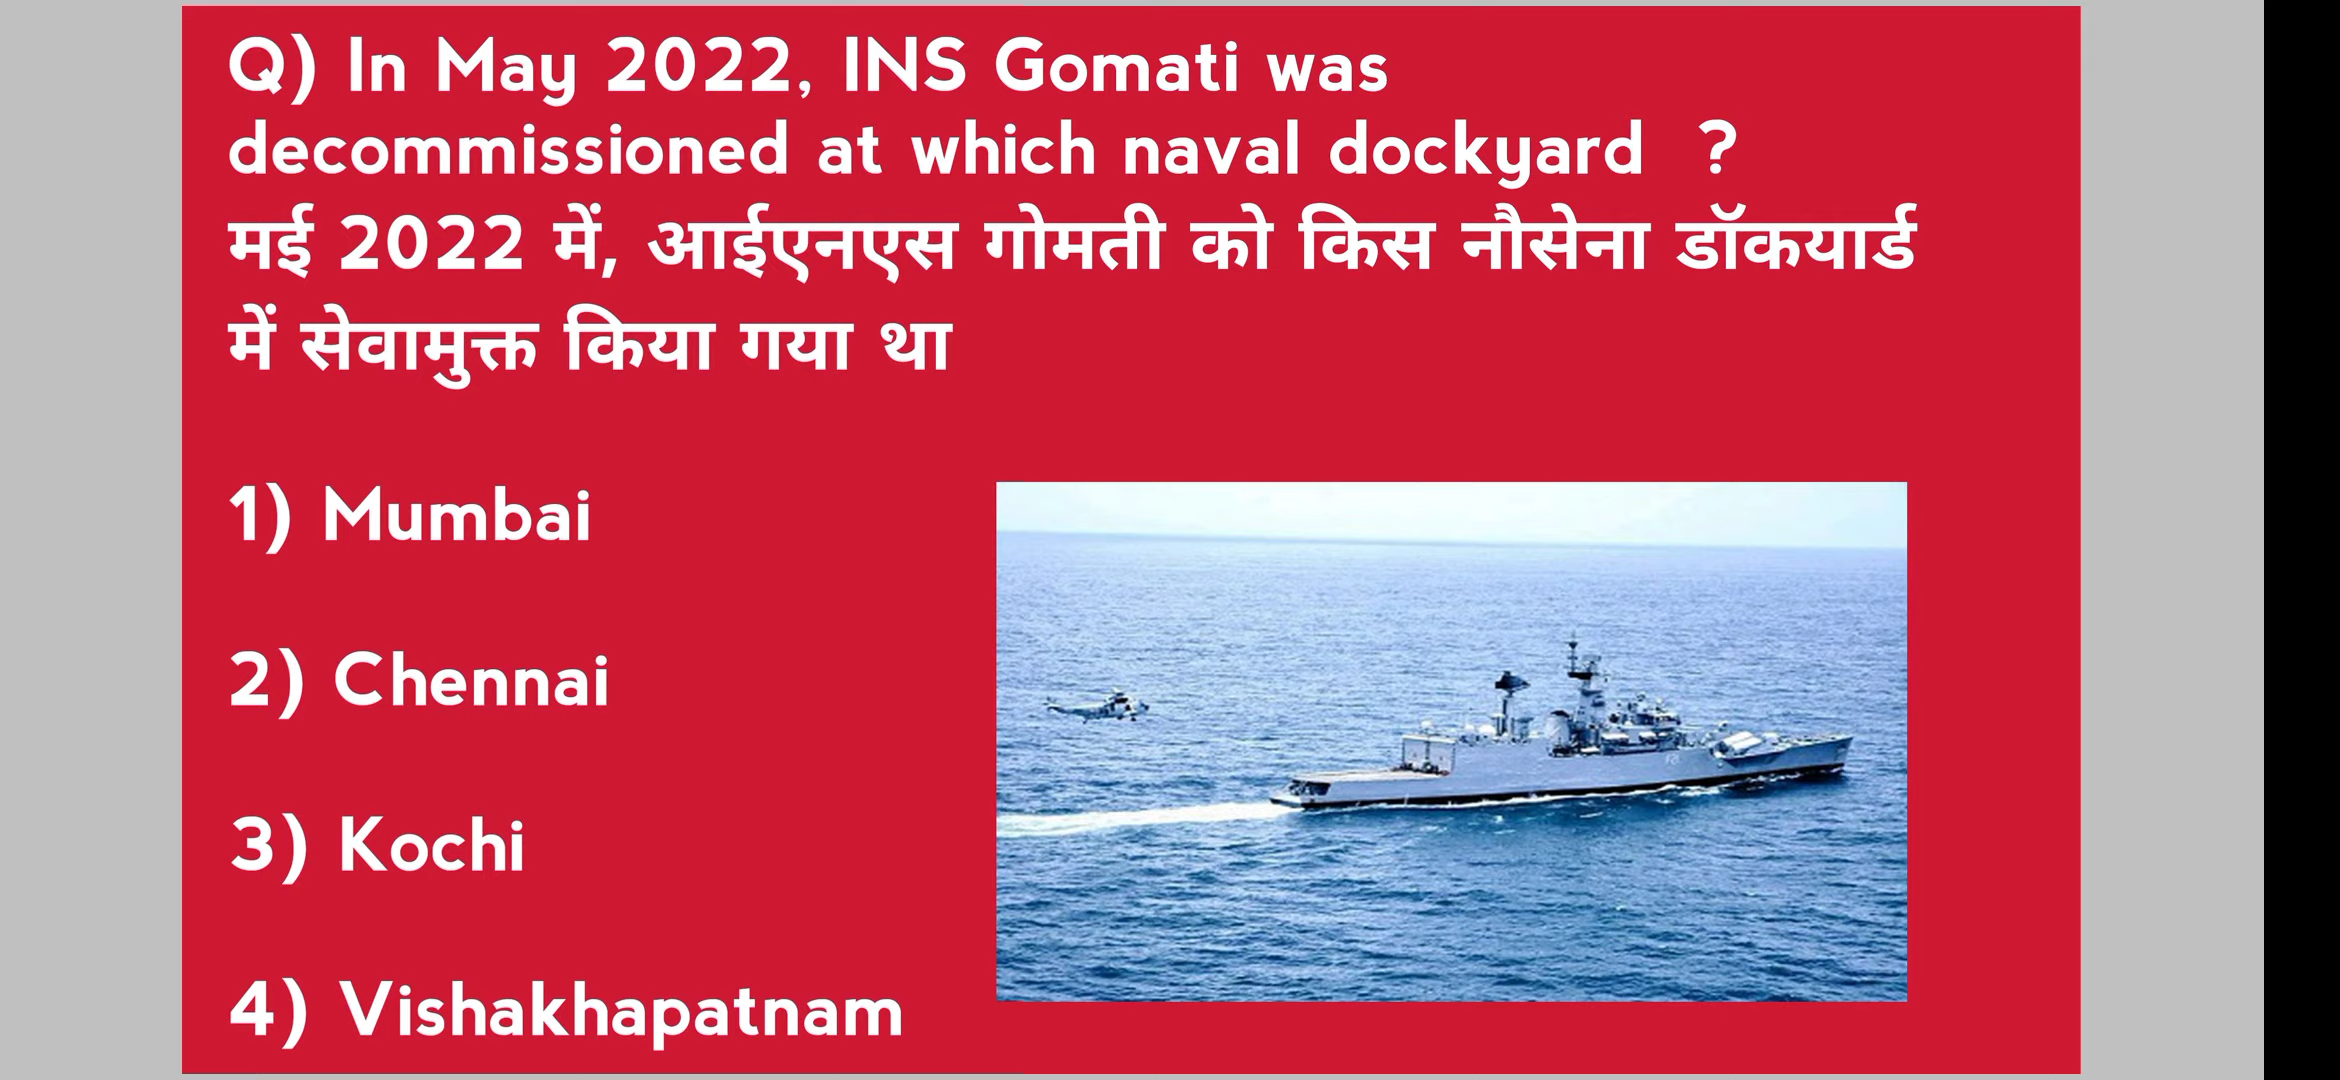 Q) In May 2022, INS Gomati was
decommissioned at which naval dockyard ?
मई 2022 में, आईएनएस गोमती को किस नौसेना डॉकयार्ड
में सेवामुक्त किया गया था
1) Mumbai
2) Chennai
3) Kochi
4) Vishakhapatnam